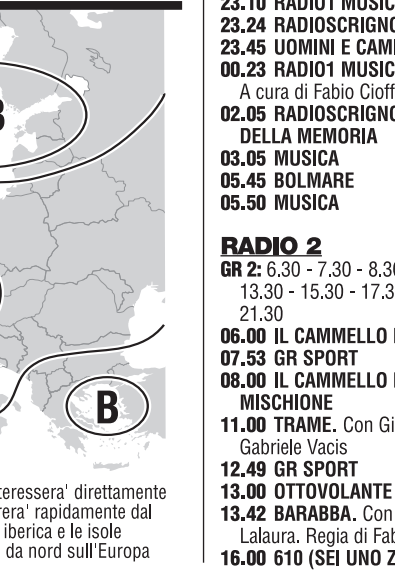 B
teressera' direttamente
rera' rapidamente dal
iberica e le isole
da nord sull'Europa
23.10 RADIO1 MUSIC
23.24 RADIOSCRIGNO
23.45 UOMINI E CAMI
00.23 RADIO1 MUSIC
A cura di Fabio Cioff
02.05 RADIOSCRIGNO
DELLA MEMORIA
03.05 MUSICA
05.45 BOLMARE
05.50 MUSICA
RADIO 2
GR 2: 6.30 - 7.30 - 8.30
13.30 - 15.30 - 17.3
21.30
06.00 IL CAMMELLO
07.53 GR SPORT
08.00 IL CAMMELLO
MISCHIONE
11.00 TRAME. Con Gi
Gabriele Vacis
12.49 GR SPORT
13.00 OTTOVOLANTE
13.42 BARABBA. Con
Lalaura. Regia di Fab
16.00 610 (SEI UNO Z